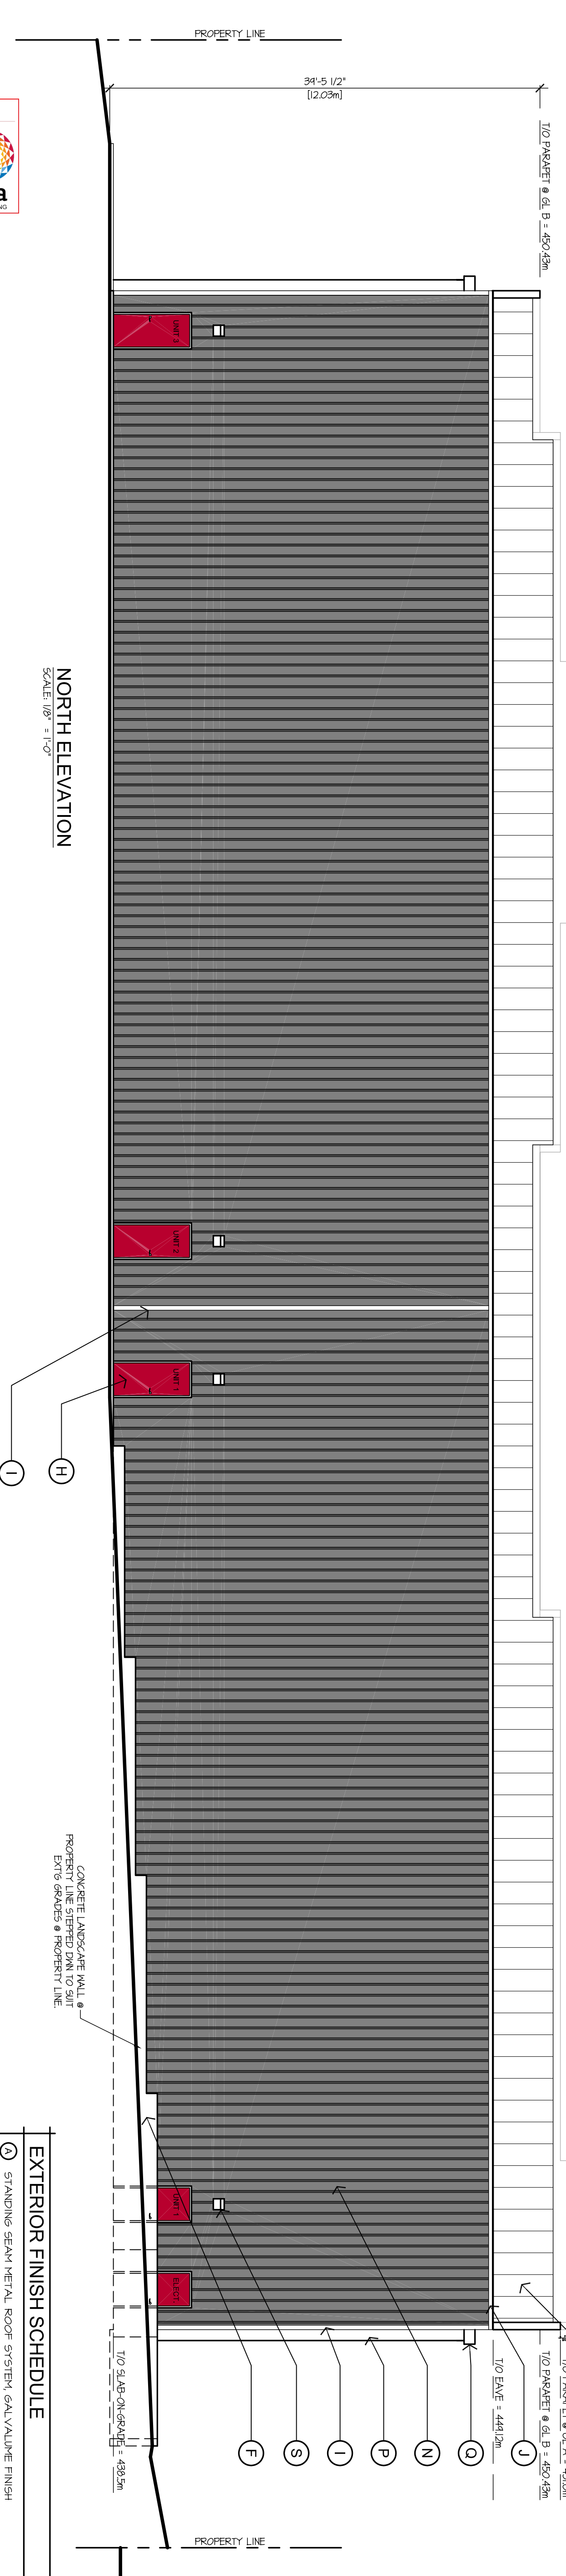 PROPERTY LINE
39'-5 1/2"
[12.03m]
T/O PARAPET @ GL B = 450.43m
UNIT 3
NORTH ELEVATION
SCALE: 1/8" = 1'-0"
UNIT 2
UNIT 1
I
H
CONCRETE LANDSCAPE WALL @
PROPERTY LINE STEPPED DWN TO SUIT
EXT'G GRADES @ PROPERTY LINE.
UNIT 1
ELECT.
J
Q
N
P
I
S
F
T/O PARAPET @ GL B = 450.43m
T/O EAVE = 449.12m
T/O SLAB-ON-GRADE = 438.5m
PROPERTY LINE
EXTERIOR FINISH SCHEDULE
A STANDING SEAM METAL ROOF SYSTEM, GALVALUME FINISH